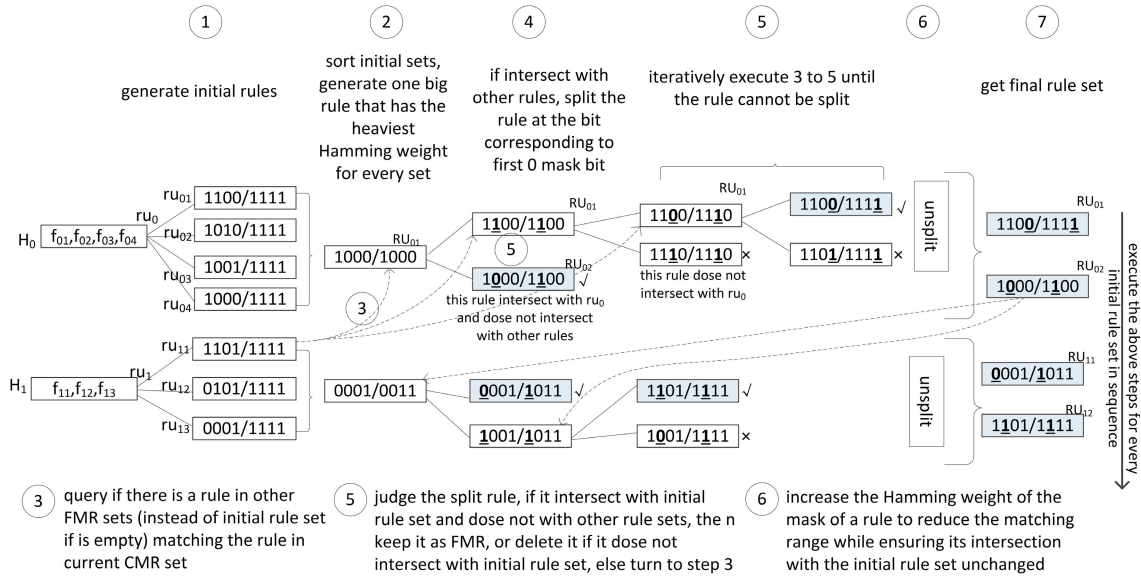 1
2
4
5
6
7
generate initial rules
sort initial sets,
generate one big
rule that has the
heaviest
Hamming weight
for every set
if intersect with
other rules, split the
rule at the bit
corresponding to
first 0 mask bit
iteratively execute 3 to 5 until
the rule cannot be split
get final rule set
H0
f01,f02,f03,f04
ru0
ru01
1100/1111
ru02
1010/1111
ru03
1001/1111
ru04
1000/1111
RU01
1000/1000
3
RU01
1100/1100
5
RU02
1000/1100
√
this rule intersect with ru0
and dose not intersect
with other rules
RU01
1100/1110
1110/1110
×
this rule dose not
intersect with ru0
1100/1111
√
1101/1111
×
unsplit
RU01
1100/1111
RU02
1000/1100
H1
f11,f12,f13
ru1
ru11
1101/1111
ru12
0101/1111
ru13
0001/1111
0001/0011
0001/1011
√
1001/1011
1101/1111
√
1001/1111
×
unsplit
RU11
0001/1011
RU12
1101/1111
execute the above steps for every
initial rule set in sequence
3
query if there is a rule in other
FMR sets (instead of initial rule set
if is empty) matching the rule in
current CMR set
5
judge the split rule, if it intersect with initial
rule set and dose not with other rule sets, the n
keep it as FMR, or delete it if it dose not
intersect with initial rule set, else turn to step 3
6
increase the Hamming weight of the
mask of a rule to reduce the matching
range while ensuring its intersection
with the initial rule set unchanged